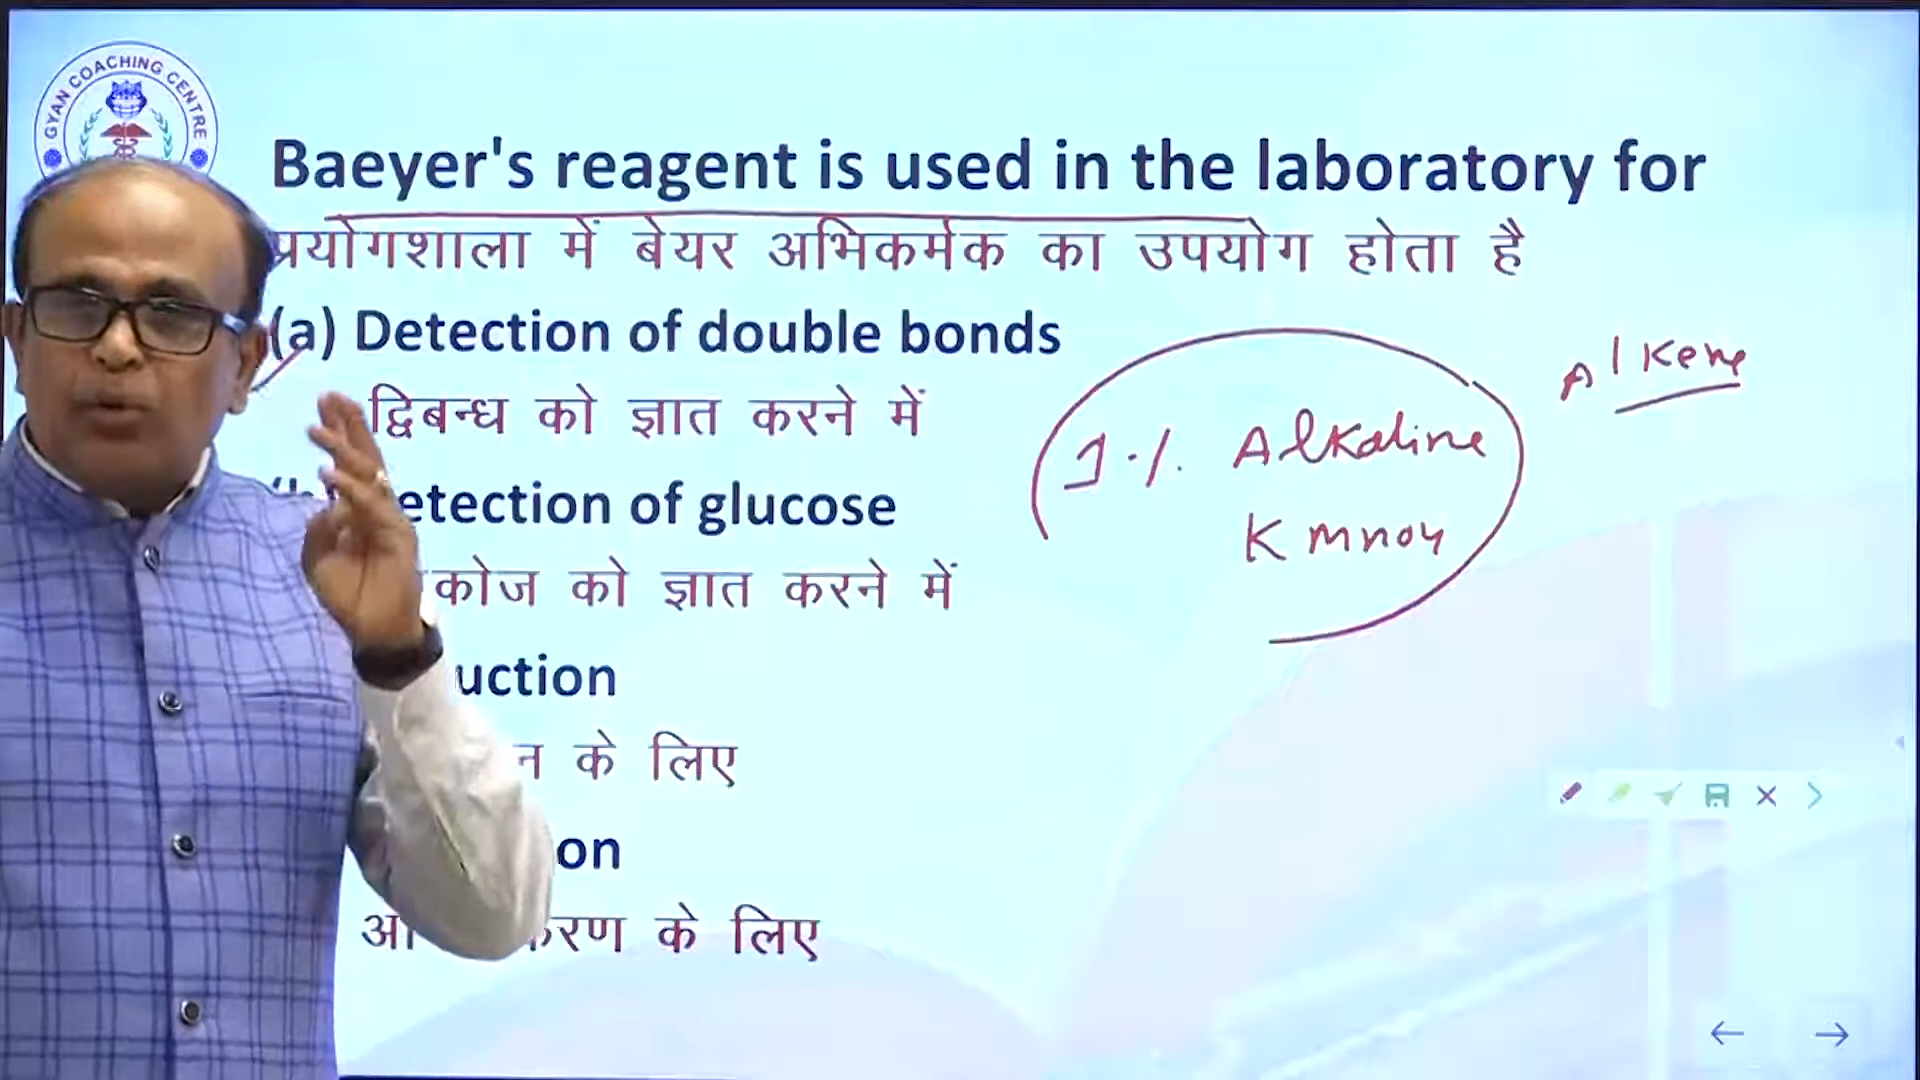 GYAN COACHING CENTRE
Baeyer's reagent is used in the laboratory for
प्रयोगशाला में बेयर अभिकर्मक का उपयोग होता है
(a) Detection of double bonds
द्विबन्ध को ज्ञात करने में
etection of glucose
कोज को ज्ञात करने में
uction
न के लिए
on
करण के लिए
1.%. Alkaline
KMnO4
Alkene